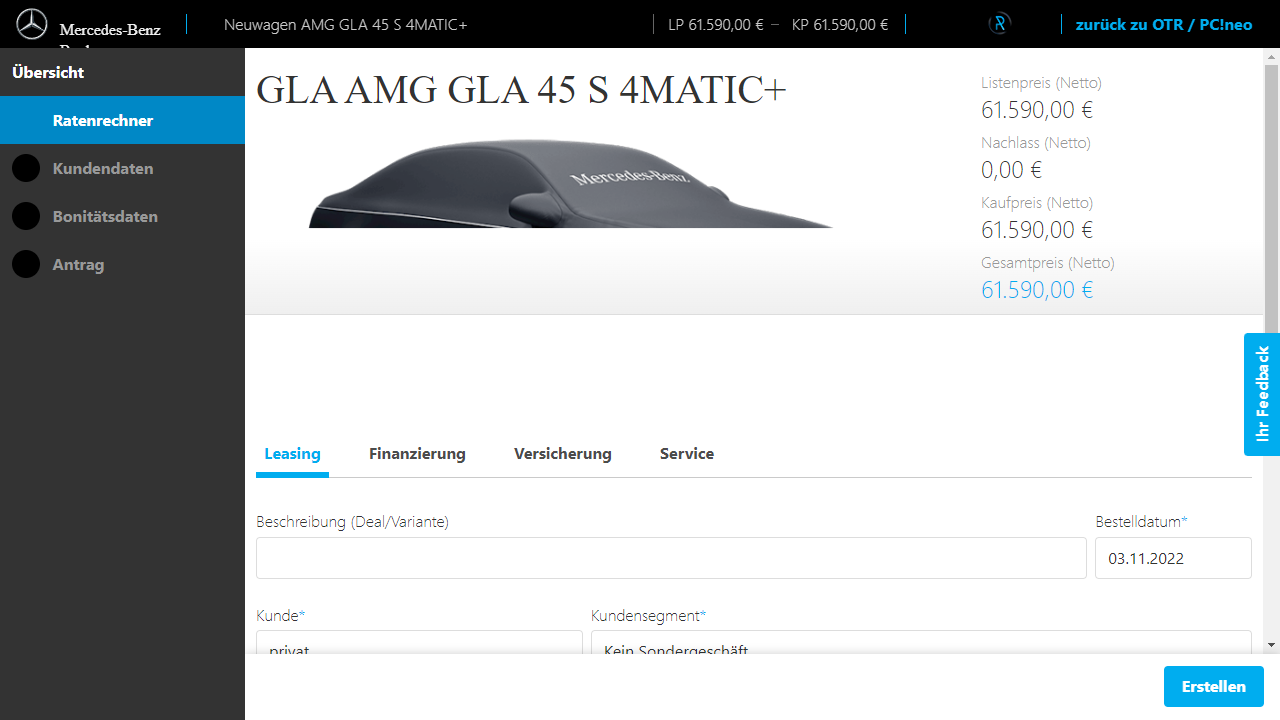 Mercedes-Benz
Neuwagen AMG GLA 45 S 4MATIC+
LP 61.590,00 € – KP 61.590,00 €
zurück zu OTR / PC!neo
Übersicht
Ratenrechner
Kundendaten
Bonitätsdaten
Antrag
GLA AMG GLA 45 S 4MATIC+
Mercedes-Benz.
Listenpreis (Netto)
61.590,00 €
Nachlass (Netto)
0,00 €
Kaufpreis (Netto)
61.590,00 €
Gesamtpreis (Netto)
61.590,00 €
Ihr Feedback
Leasing
Finanzierung
Versicherung
Service
Beschreibung (Deal/Variante)
Bestelldatum*
03.11.2022
Kunde*
Kundensegment*
privat
Kein Sondergeschäft
Erstellen